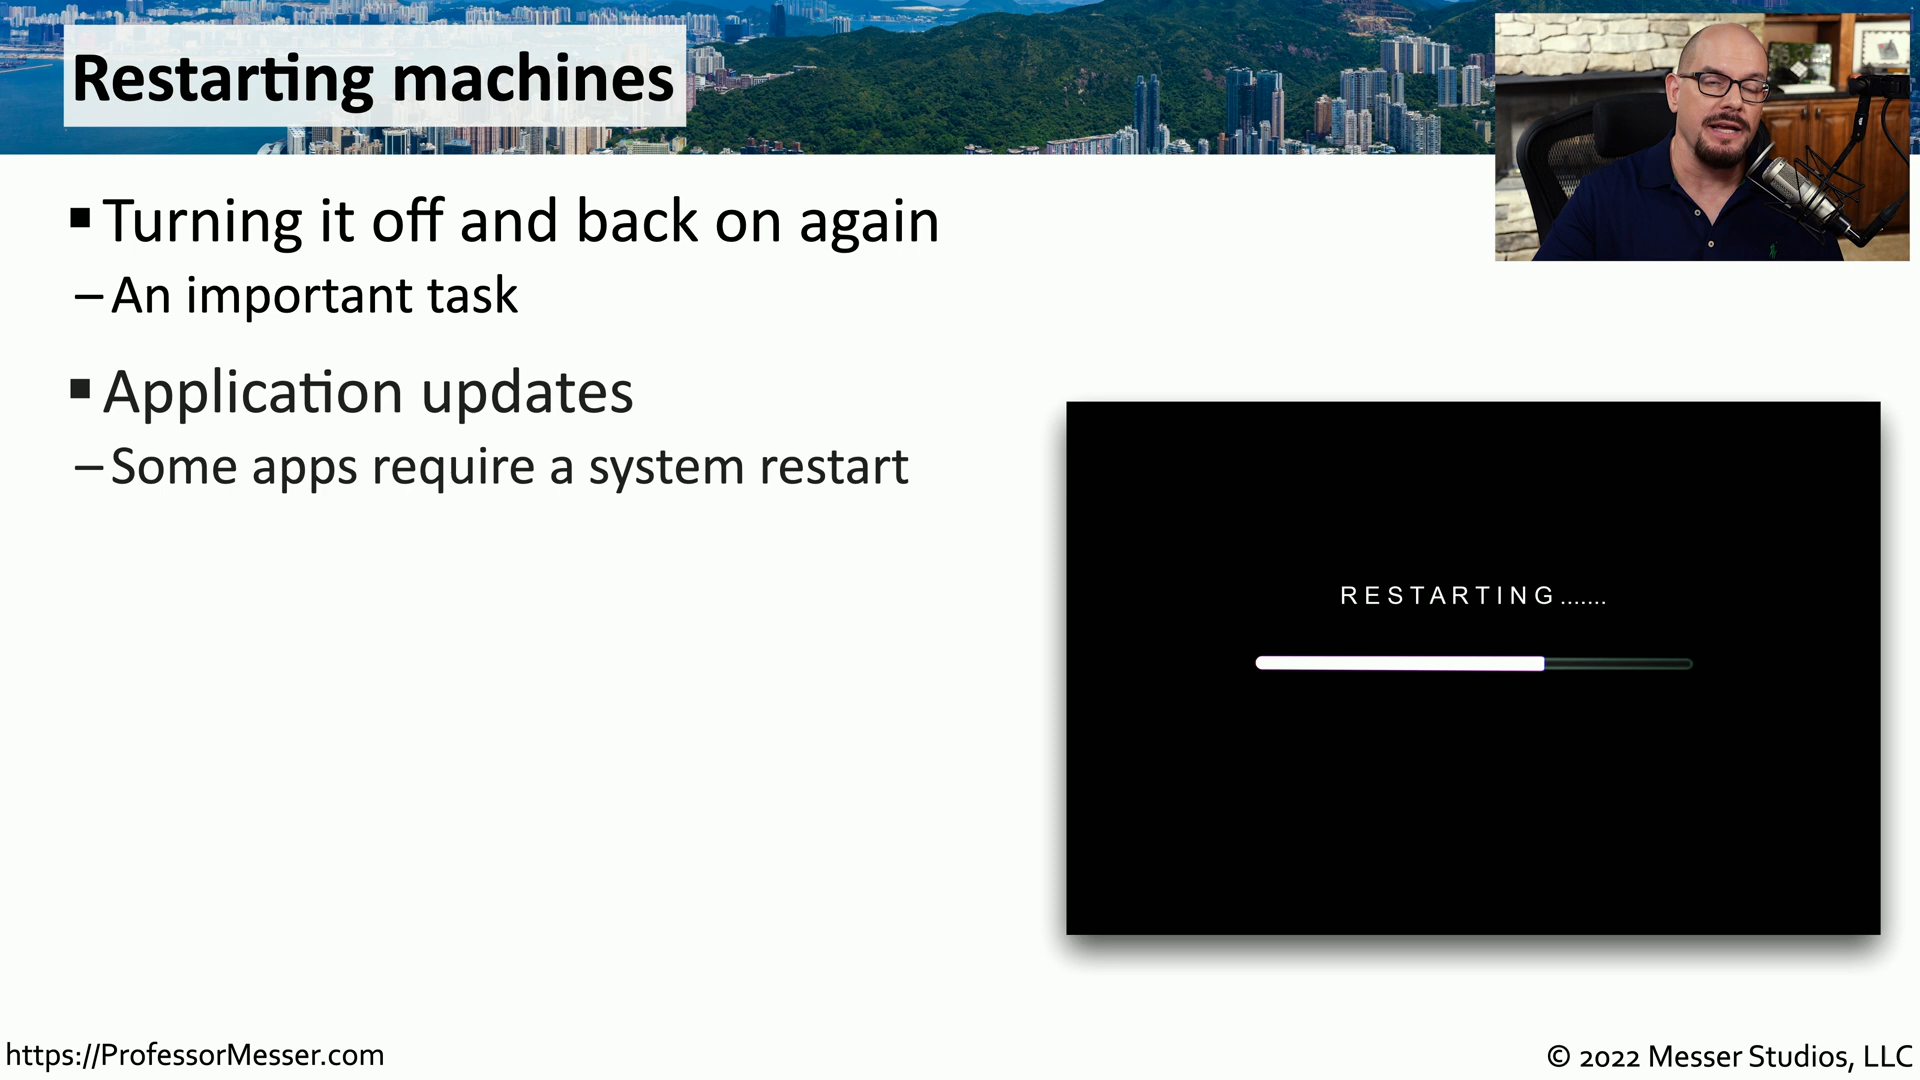 Restarting machines
▪ Turning it off and back on again
– An important task
▪ Application updates
– Some apps require a system restart
RESTARTING.......
https://ProfessorMesser.com
© 2022 Messer Studios, LLC